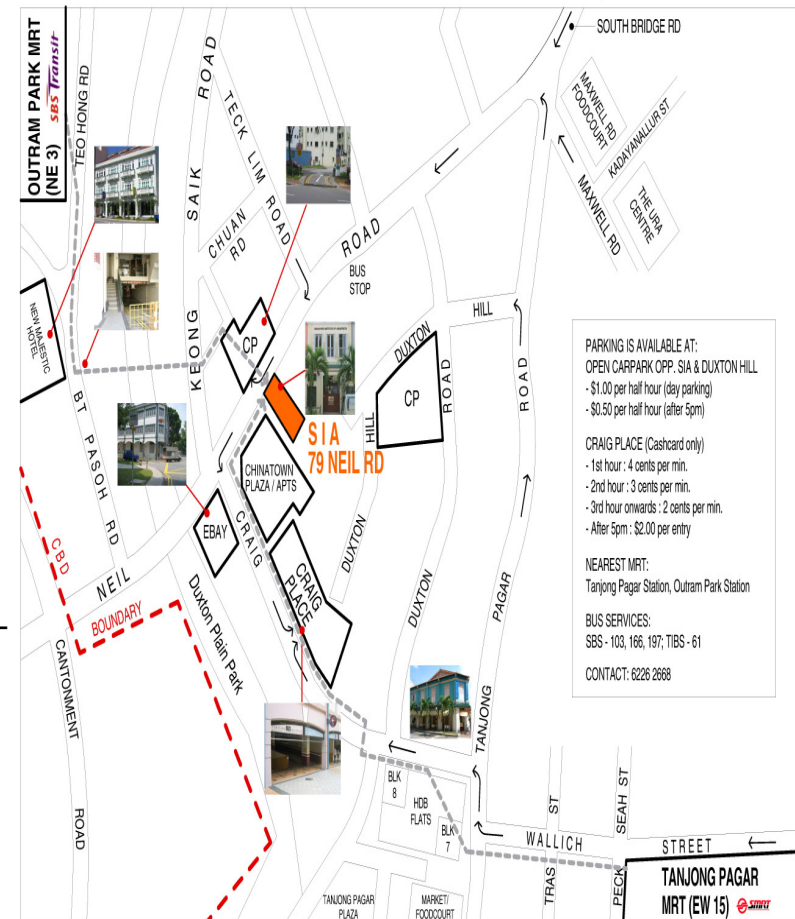 OUTRAM PARK MRT
(NE 3) SBS Transit
TEO HONG RD
KEONG SAIK ROAD
TECK LIM ROAD
CHUAN
RD
NEIL ROAD
BUS
STOP
SOUTH BRIDGE RD
MAXWELL RD
FOODCOURT
KADAYANALLUR ST
THE URA
CENTRE
MAXWELL RD
NEW MAJESTIC
HOTEL
BT PASOH RD
CP
CP
DUXTON HILL
DUXTON HILL
DUXTON ROAD
TANJONG PAGAR ROAD
SIA
79 NEIL RD
CHINATOWN
PLAZA / APTS
EBAY
CRAIG
CRAIG
PLACE
Duxton Plain Park
CBD
BOUNDARY
CANTONMENT ROAD
PARKING IS AVAILABLE AT:
OPEN CARPARK OPP. SIA & DUXTON HILL
- $1.00 per half hour (day parking)
- $0.50 per half hour (after 5pm)
CRAIG PLACE (Cashcard only)
- 1st hour : 4 cents per min.
- 2nd hour : 3 cents per min.
- 3rd hour onwards : 2 cents per min.
- After 5pm : $2.00 per entry
NEAREST MRT:
Tanjong Pagar Station, Outram Park Station
BUS SERVICES:
SBS - 103, 166, 197; TIBS - 61
CONTACT: 6226 2668
BLK
8
HDB
FLATS
BLK
7
TANJONG PAGAR
PLAZA
MARKET/
FOODCOURT
TRAS ST
PECK SEAH ST
WALLICH STREET
TANJONG PAGAR
MRT (EW 15) SMRT